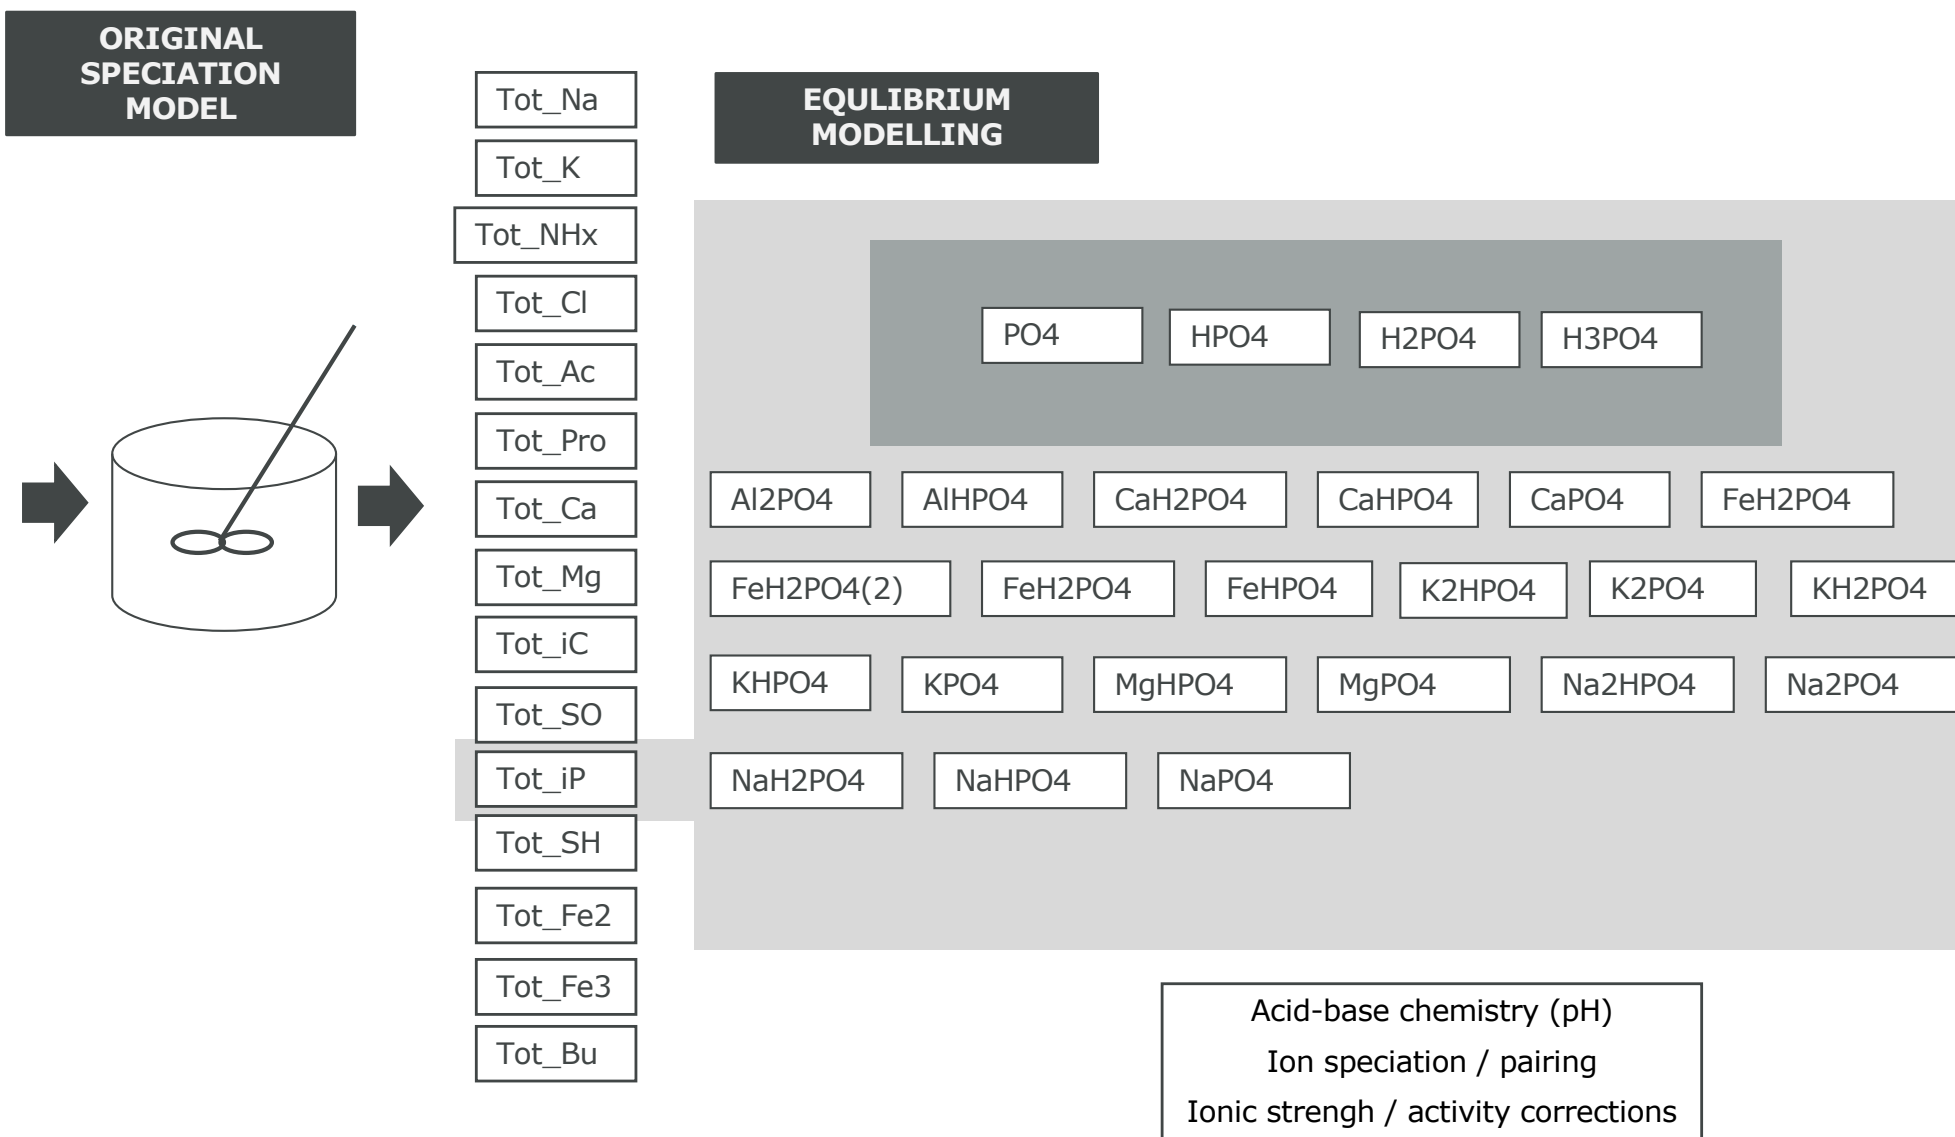 ORIGINAL
SPECIATION
MODEL
EQULIBRIUM
MODELLING
Tot_Na
Tot_K
Tot_NHx
Tot_Cl
Tot_Ac
Tot_Pro
Tot_Ca
Tot_Mg
Tot_iC
Tot_SO
Tot_iP
Tot_SH
Tot_Fe2
Tot_Fe3
Tot_Bu
PO4 HPO4 H2PO4 H3PO4
Al2PO4 AlHPO4 CaH2PO4 CaHPO4 CaPO4 FeH2PO4
FeH2PO4(2) FeH2PO4 FeHPO4 K2HPO4 K2PO4 KH2PO4
KHPO4 KPO4 MgHPO4 MgPO4 Na2HPO4 Na2PO4
NaH2PO4 NaHPO4 NaPO4
Acid-base chemistry (pH)
Ion speciation / pairing
Ionic strengh / activity corrections